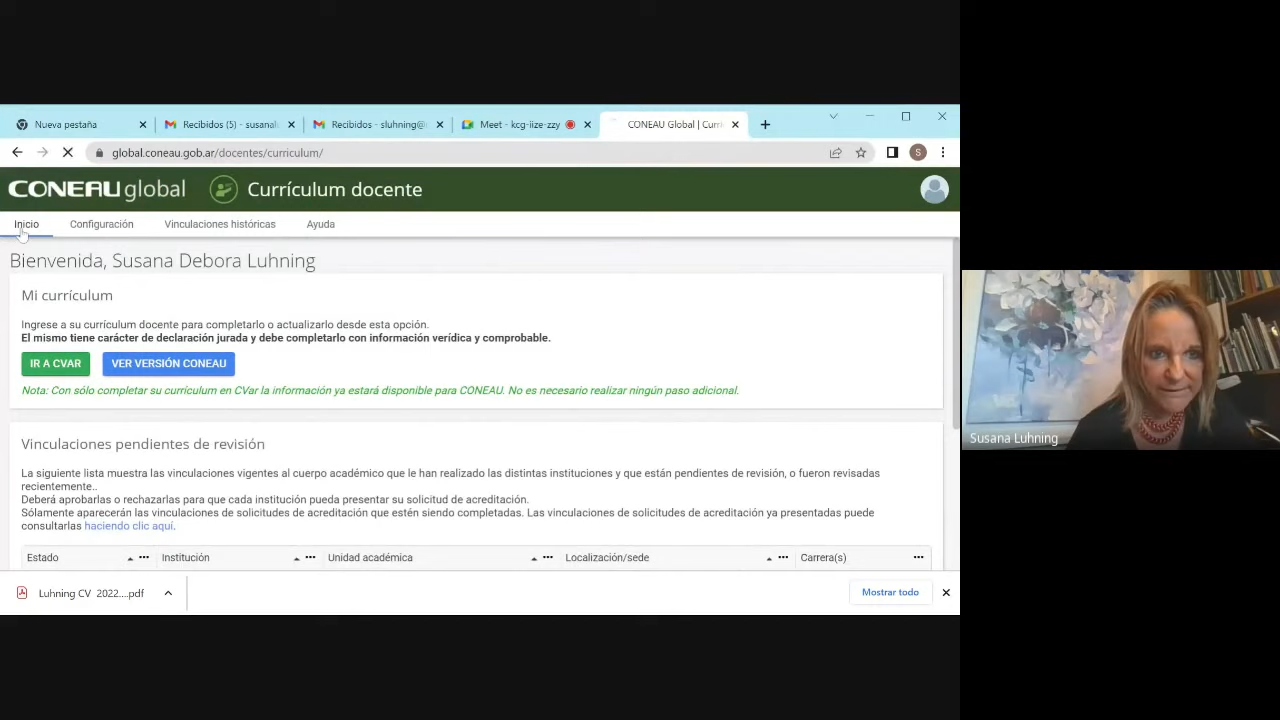 Nueva pestaña
Recibidos (5) - susanal
Recibidos - sluhning@
Meet - kcg-iize-zzy
CONEAU Global | Curri
global.coneau.gob.ar/docentes/curriculum/
S
CONEAU global
Currículum docente
Inicio
Configuración
Vinculaciones históricas
Ayuda
Bienvenida, Susana Debora Luhning
Mi currículum
Ingrese a su currículum docente para completarlo o actualizarlo desde esta opción.
El mismo tiene carácter de declaración jurada y debe completarlo con información verídica y comprobable.
IR A CVAR
VER VERSIÓN CONEAU
Nota: Con sólo completar su currículum en CVar la información ya estará disponible para CONEAU. No es necesario realizar ningún paso adicional.
Vinculaciones pendientes de revisión
La siguiente lista muestra las vinculaciones vigentes al cuerpo académico que le han realizado las distintas instituciones y que están pendientes de revisión, o fueron revisadas
recientemente..
Deberá aprobarlas o rechazarlas para que cada institución pueda presentar su solicitud de acreditación.
Sólamente aparecerán las vinculaciones de solicitudes de acreditación que estén siendo completadas. Las vinculaciones de solicitudes de acreditación ya presentadas puede
consultarlas haciendo clic aquí.
Estado
Institución
Unidad académica
Localización/sede
Carrera(s)
Luhning CV 2022....pdf
Mostrar todo
Susana Luhning